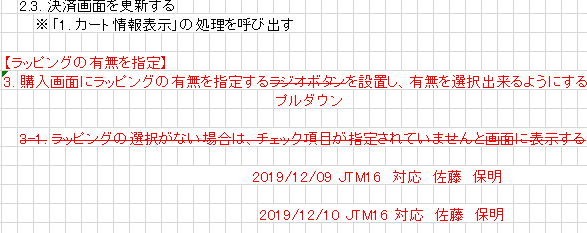 2.3. 決済画面を更新する
※「1. カート情報表示」の処理を呼び出す
【ラッピングの有無を指定】
3. 購入画面にラッピングの有無を指定するラジオボタンを設置し、有無を選択出来るようにする
プルダウン
3-1. ラッピングの選択がない場合は、チェック項目が指定されていませんと画面に表示する
2019/12/09 JTM16 対応 佐藤 保明
2019/12/10 JTM16 対応 佐藤 保明